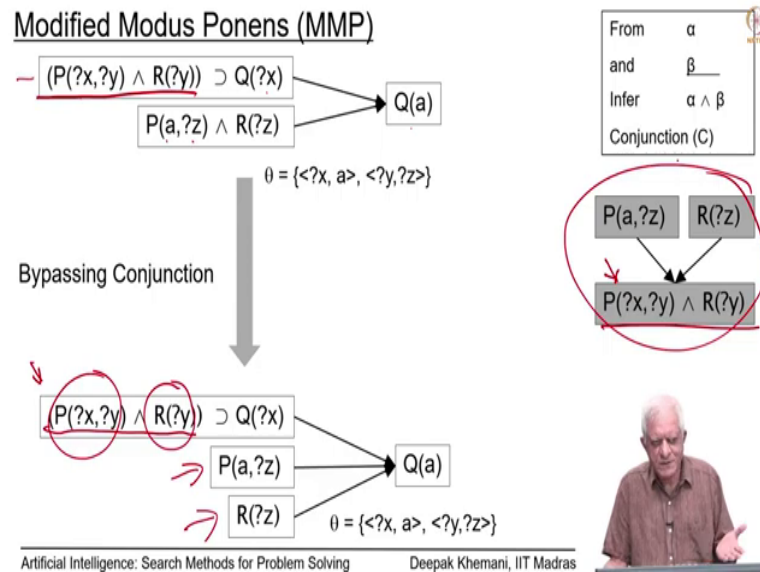 Modified Modus Ponens (MMP)
(P(?x,?y) ∧ R(?y)) ⊃ Q(?x)
P(a,?z) ∧ R(?z)
Q(a)
θ = {<?x, a>, <?y,?z>}
Bypassing Conjunction
(P(?x,?y) ∧ R(?y)) ⊃ Q(?x)
P(a,?z)
R(?z)
Q(a)
θ = {<?x, a>, <?y,?z>}
From α
and β
Infer α ∧ β
Conjunction (C)
P(a,?z) R(?z)
P(?x,?y) ∧ R(?y)
Artificial Intelligence: Search Methods for Problem Solving Deepak Khemani, IIT Madras